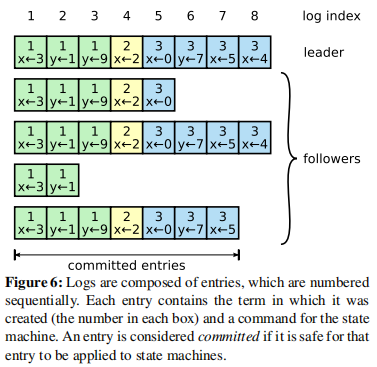 1 2 3 4 5 6 7 8 log index
1 1 1 2 3 3 3 3 leader
x←3 y←1 y←9 x←2 x←0 y←7 x←5 x←4
1 1 1 2 3
x←3 y←1 y←9 x←2 x←0
1 1 1 2 3 3 3 3
x←3 y←1 y←9 x←2 x←0 y←7 x←5 x←4
followers
1 1
x←3 y←1
1 1 1 2 3 3 3
x←3 y←1 y←9 x←2 x←0 y←7 x←5
committed entries
Figure 6: Logs are composed of entries, which are numbered
sequentially. Each entry contains the term in which it was
created (the number in each box) and a command for the state
machine. An entry is considered committed if it is safe for that
entry to be applied to state machines.